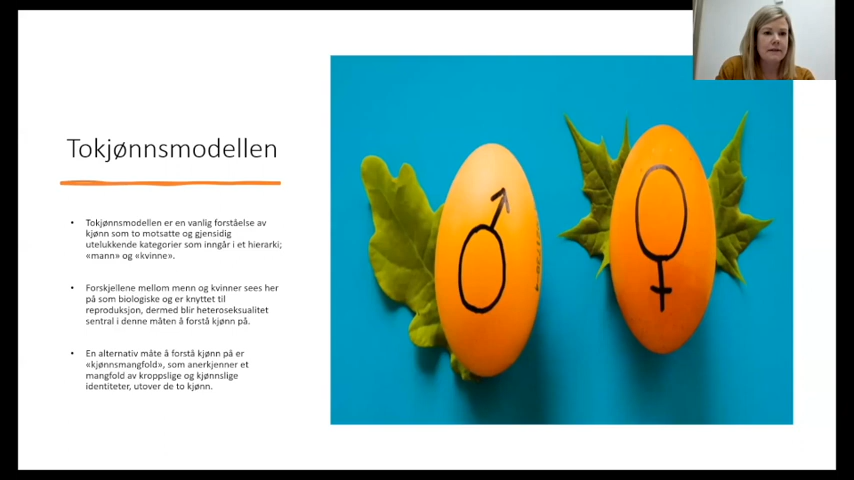 Tokjønnsmodellen
• Tokjønnsmodellen er en vanlig forståelse av
kjønn som to motsatte og gjensidig
utelukkende kategorier som inngår i et hierarki;
«mann» og «kvinne».
• Forskjellene mellom menn og kvinner sees her
på som biologiske og er knyttet til
reproduksjon, dermed blir heteroseksualitet
sentral i denne måten å forstå kjønn på.
• En alternativ måte å forstå kjønn på er
«kjønnsmangfold», som anerkjenner et
mangfold av kroppslige og kjønnslige
identiteter, utover de to kjønn.